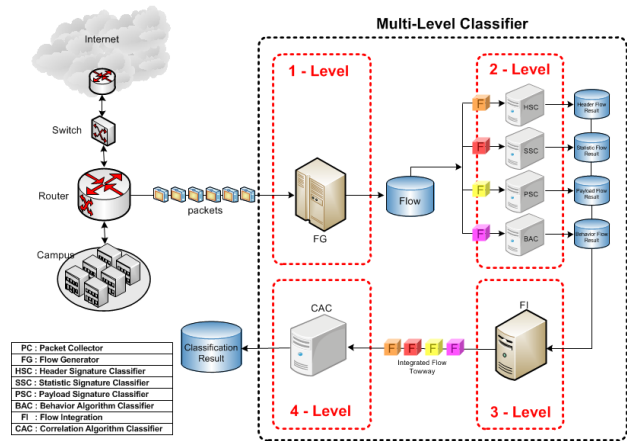 Multi-Level Classifier
Internet
Switch
Router
Campus
packets
1 - Level
FG
Flow
2 - Level
F
HSC
Header Flow
Result
F
SSC
Statistic Flow
Result
F
PSC
Payload Flow
Result
F
BAC
Behavior Flow
Result
FI
3 - Level
F F F F
Integrated Flow
Towway
CAC
4 - Level
Classification
Result
PC : Packet Collector
FG : Flow Generator
HSC : Header Signature Classifier
SSC : Statistic Signature Classifier
PSC : Payload Signature Classifier
BAC : Behavior Algorithm Classifier
FI : Flow Integration
CAC : Correlation Algorithm Classifier